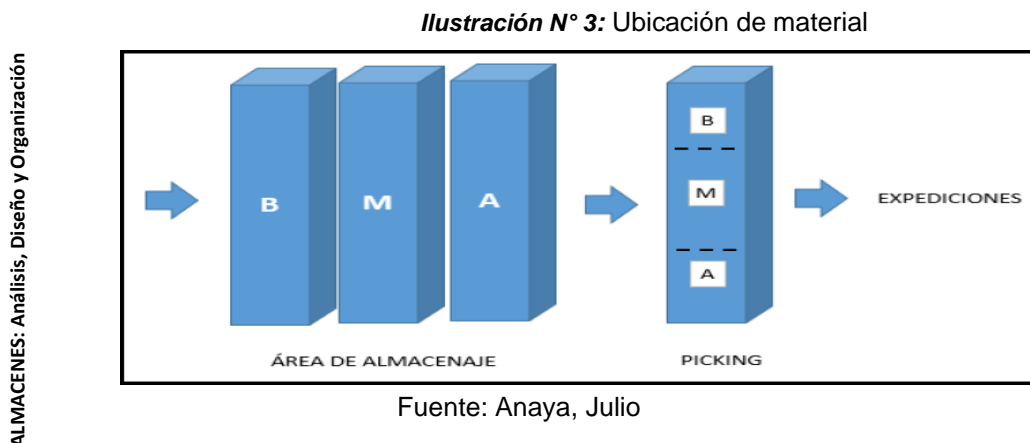 Ilustración N° 3: Ubicación de material
ALMACENES: Análisis, Diseño y Organización
B
M
A
B
M
A
EXPEDICIONES
ÁREA DE ALMACENAJE
PICKING
Fuente: Anaya, Julio